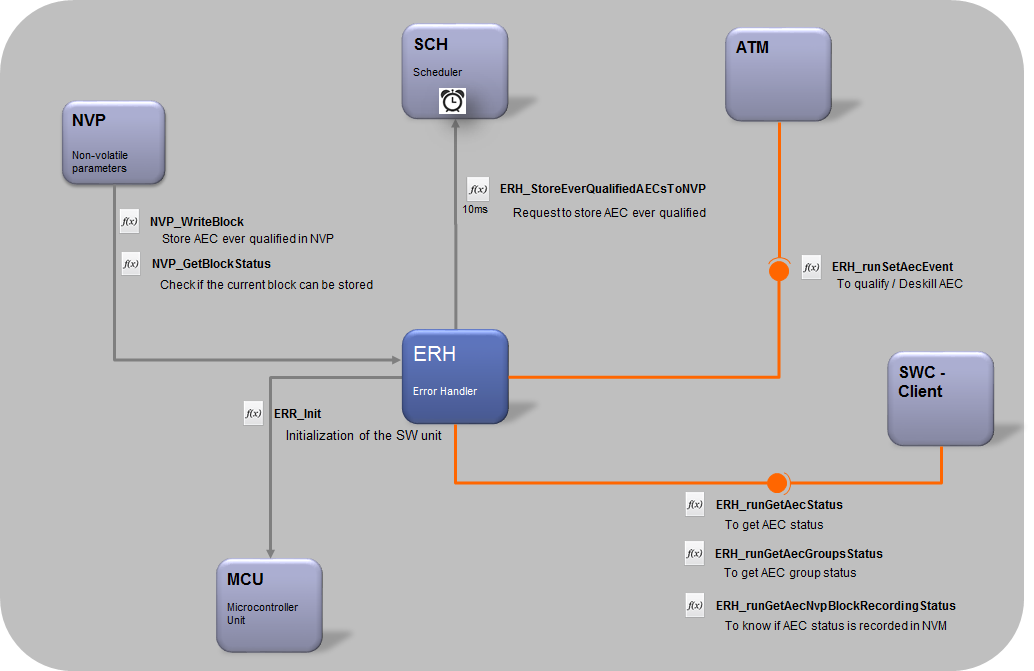 SCH
Scheduler
ATM
NVP
Non-volatile
parameters
f(x)
ERH_StoreEverQualifiedAECsToNVP
10ms
Request to store AEC ever qualified
f(x)
NVP_WriteBlock
Store AEC ever qualified in NVP
f(x)
NVP_GetBlockStatus
Check if the current block can be stored
f(x)
ERH_runSetAecEvent
To qualify / Deskill AEC
ERH
Error Handler
SWC -
Client
f(x)
ERR_Init
Initialization of the SW unit
f(x)
ERH_runGetAecStatus
To get AEC status
f(x)
ERH_runGetAecGroupsStatus
To get AEC group status
f(x)
ERH_runGetAecNvpBlockRecordingStatus
To know if AEC status is recorded in NVM
MCU
Microcontroller
Unit